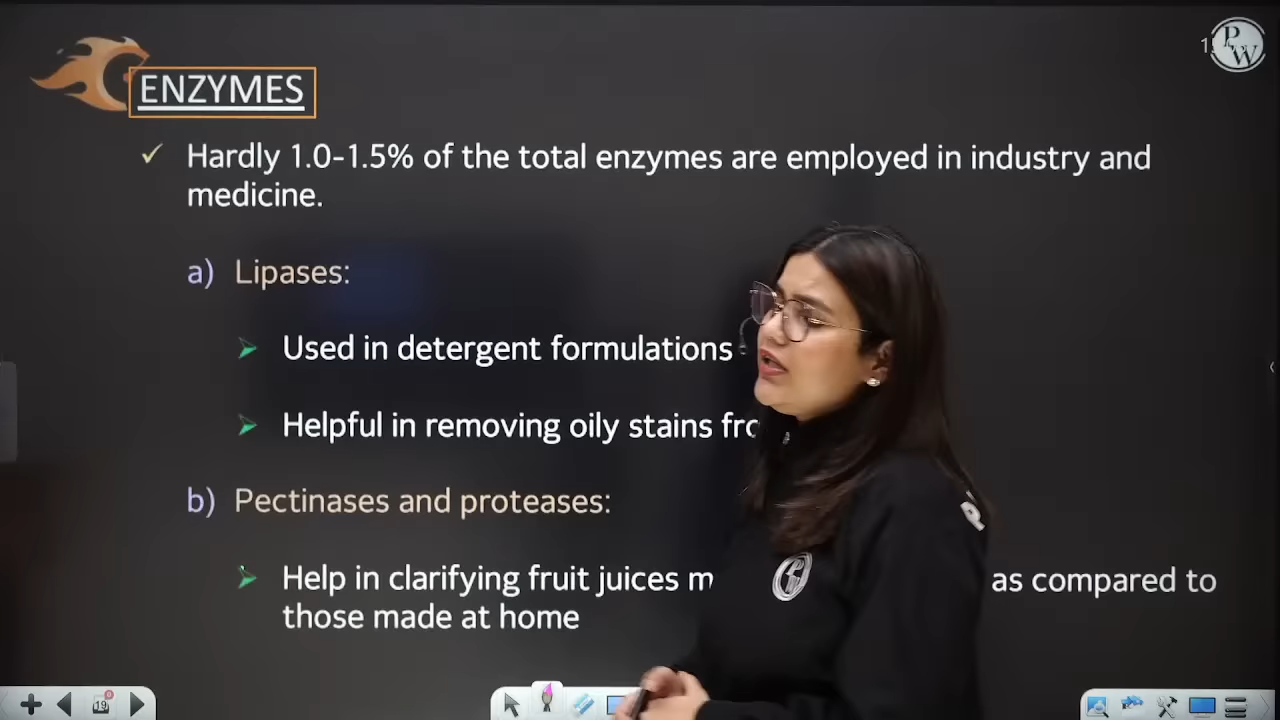 ENZYMES
PW
✓ Hardly 1.0-1.5% of the total enzymes are employed in industry and
medicine.
a) Lipases:
➤ Used in detergent formulations
➤ Helpful in removing oily stains
b) Pectinases and proteases:
➤ Help in clarifying fruit juices as compared to
those made at home
19